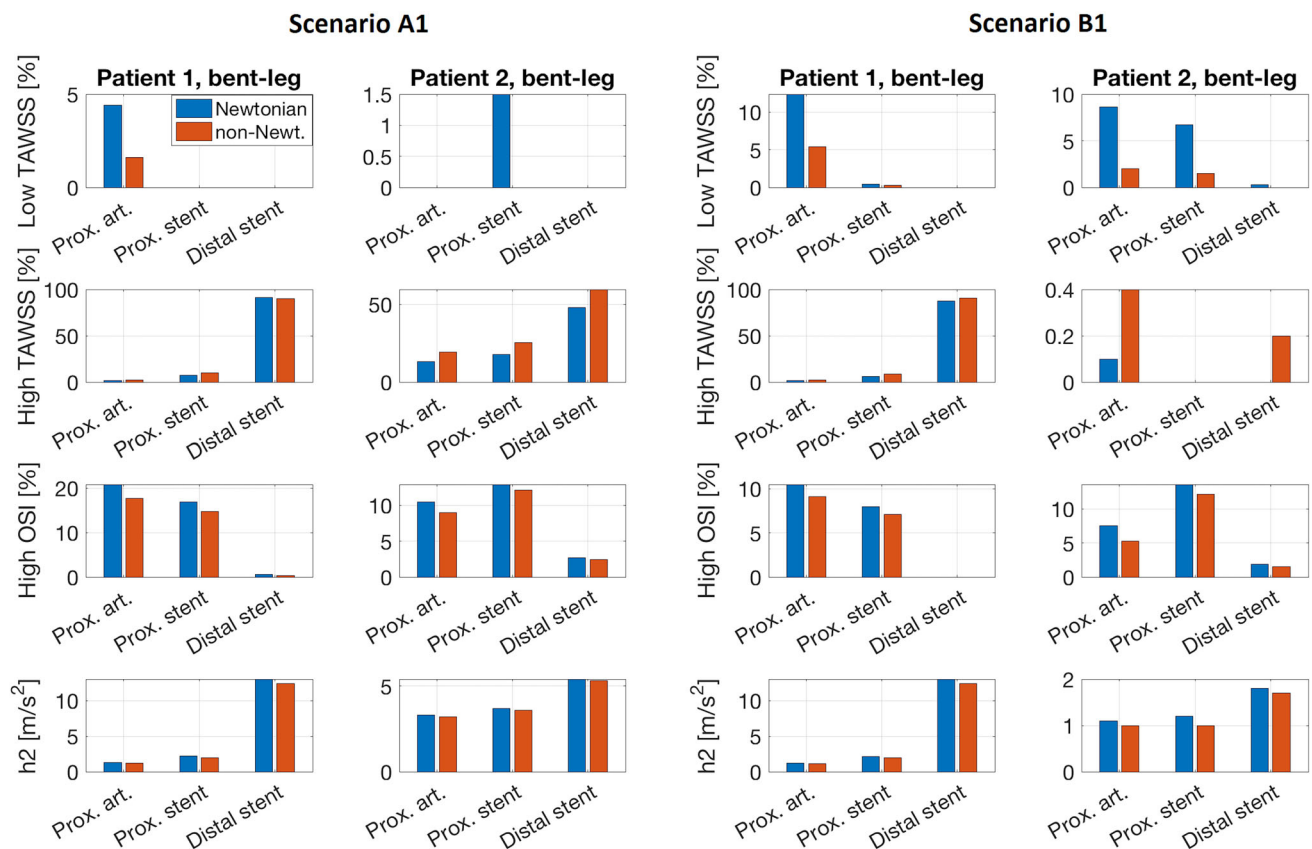 Scenario A1
Scenario B1
Patient 1, bent-leg
Patient 2, bent-leg
Patient 1, bent-leg
Patient 2, bent-leg
Low TAWSS [%]
5
0
Newtonian
non-Newt.
Prox. art.
Prox. stent
Distal stent
1.5
1
0.5
0
Prox. art.
Prox. stent
Distal stent
Low TAWSS [%]
10
5
0
Prox. art.
Prox. stent
Distal stent
10
5
0
Prox. art.
Prox. stent
Distal stent
High TAWSS [%]
100
50
0
Prox. art.
Prox. stent
Distal stent
50
0
Prox. art.
Prox. stent
Distal stent
High TAWSS [%]
100
50
0
Prox. art.
Prox. stent
Distal stent
0.4
0.2
0
Prox. art.
Prox. stent
Distal stent
High OSI [%]
20
10
0
Prox. art.
Prox. stent
Distal stent
10
5
0
Prox. art.
Prox. stent
Distal stent
High OSI [%]
10
5
0
Prox. art.
Prox. stent
Distal stent
10
5
0
Prox. art.
Prox. stent
Distal stent
h2 [m/s²]
10
5
0
Prox. art.
Prox. stent
Distal stent
5
0
Prox. art.
Prox. stent
Distal stent
h2 [m/s²]
10
5
0
Prox. art.
Prox. stent
Distal stent
2
1
0
Prox. art.
Prox. stent
Distal stent